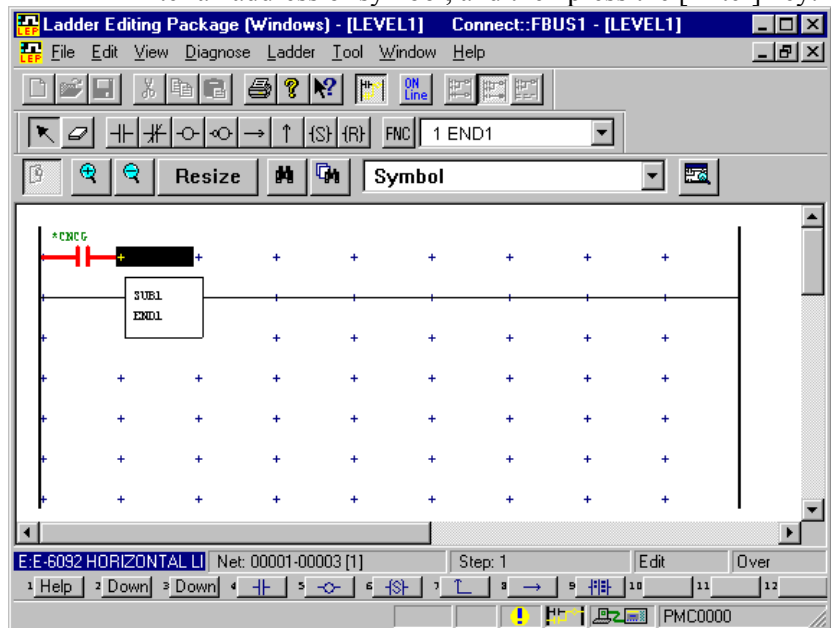 Ladder Editing Package (Windows) - [LEVEL1] Connect::FBUS1 - [LEVEL1]
File Edit View Diagnose Ladder Tool Window Help
ON Line
{S} {R} FNC 1 END1
Resize Symbol
*CNCG
SUB1
END1
E:E-6092 HORIZONTAL LI Net: 00001-00003 [1] Step: 1 Edit Over
1 Help 2 Down 3 Down 4 5 6 {S} 7 8 9 10 11 12
PMC0000